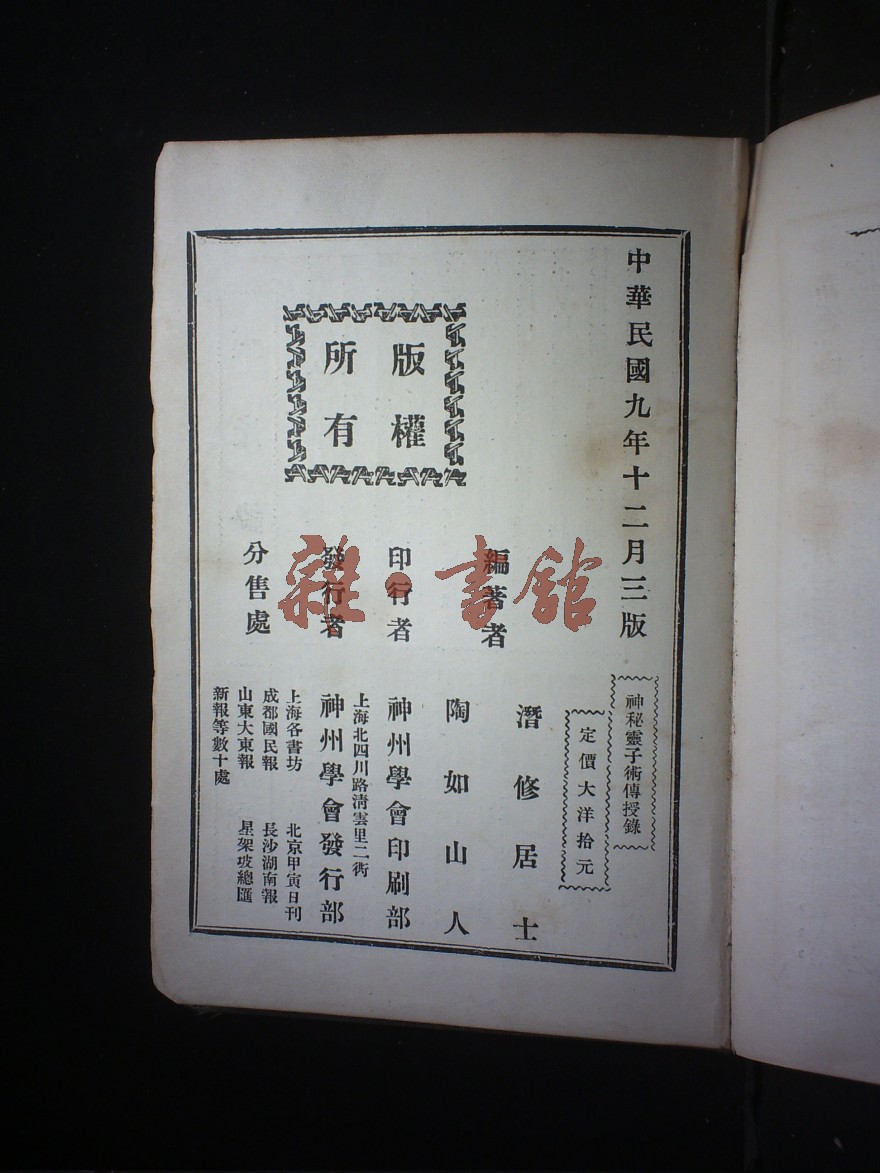 中華民國九年十二月三版
神秘靈子術傳授錄
定價大洋拾元
版權
所有
編著者
潛修居士
陶如山人
印行者
神州學會印刷部
上海北四川路淸雲里二衖
發行者
神州學會發行部
分售處
上海各書坊 北京甲寅日刊
成都國民報 長沙湖南報
山東大東報 星架坡總匯
新報等數十處
雜·書館